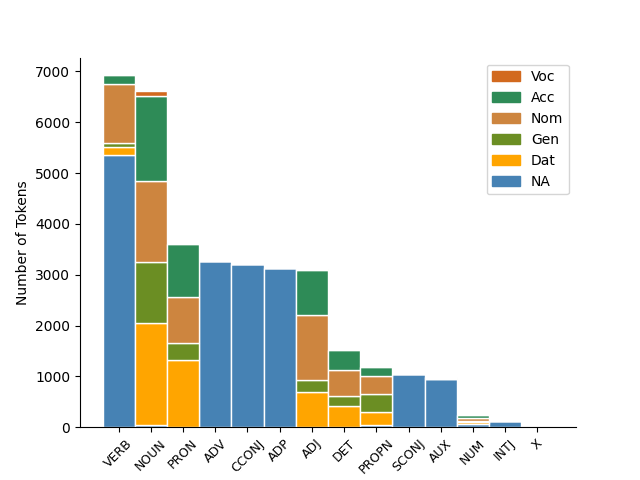 Number of Tokens
7000
6000
5000
4000
3000
2000
1000
0
Voc
Acc
Nom
Gen
Dat
NA
VERB
NOUN
PRON
ADV
CCONJ
ADP
ADJ
DET
PROPN
SCONJ
AUX
NUM
INTJ
X